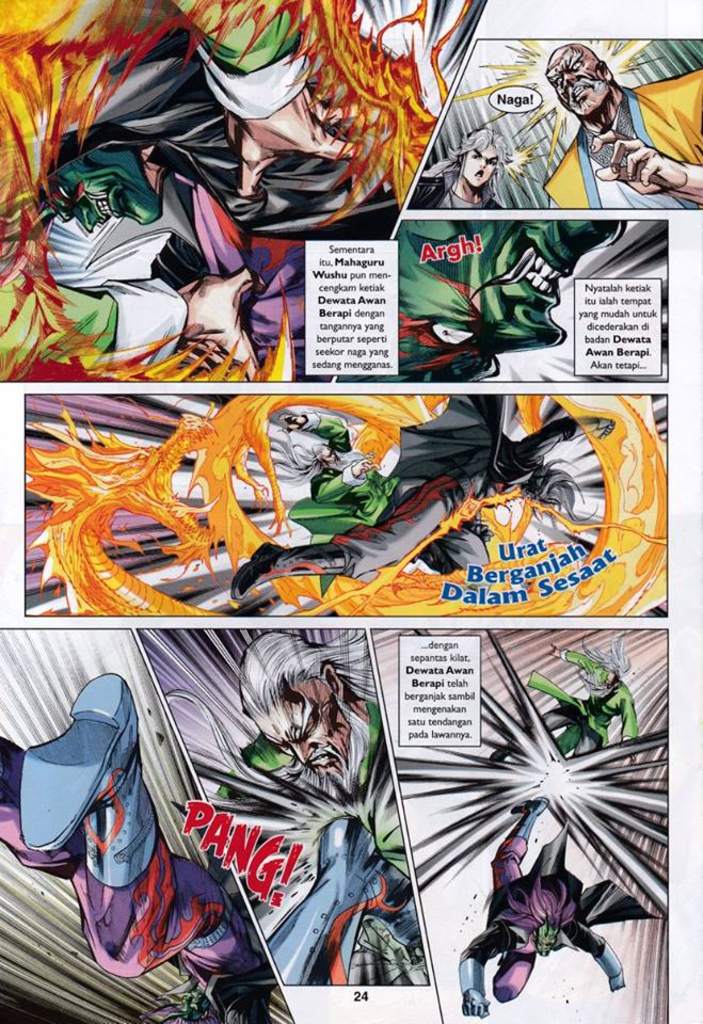 Naga!
Sementara
itu, Mahaguru
Wushu pun men-
cengkam ketiak
Dewata Awan
Berapi dengan
tangannya yang
berputar seperti
seekor naga yang
sedang mengganas.
Argh!
Nyatalah ketiak
itu ialah tempat
yang mudah untuk
dicederakan di
badan Dewata
Awan Berapi.
Akan tetapi...
Urat
Berganjah
Dalam Sesaat
PANG!
...dengan
sepantas kilat,
Dewata Awan
Berapi telah
berganjak sambil
mengenakan
satu tendangan
pada lawannya.
24